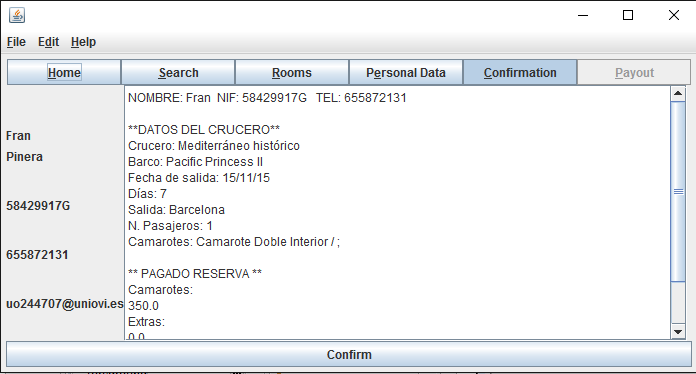 File Edit Help
Home Search Rooms Personal Data Confirmation Payout
Fran
Pinera
58429917G
655872131
uo244707@uniovi.es
NOMBRE: Fran NIF: 58429917G TEL: 655872131
**DATOS DEL CRUCERO**
Crucero: Mediterráneo histórico
Barco: Pacific Princess II
Fecha de salida: 15/11/15
Días: 7
Salida: Barcelona
N. Pasajeros: 1
Camarotes: Camarote Doble Interior / ;
** PAGADO RESERVA **
Camarotes:
350.0
Extras:
0.0
Confirm